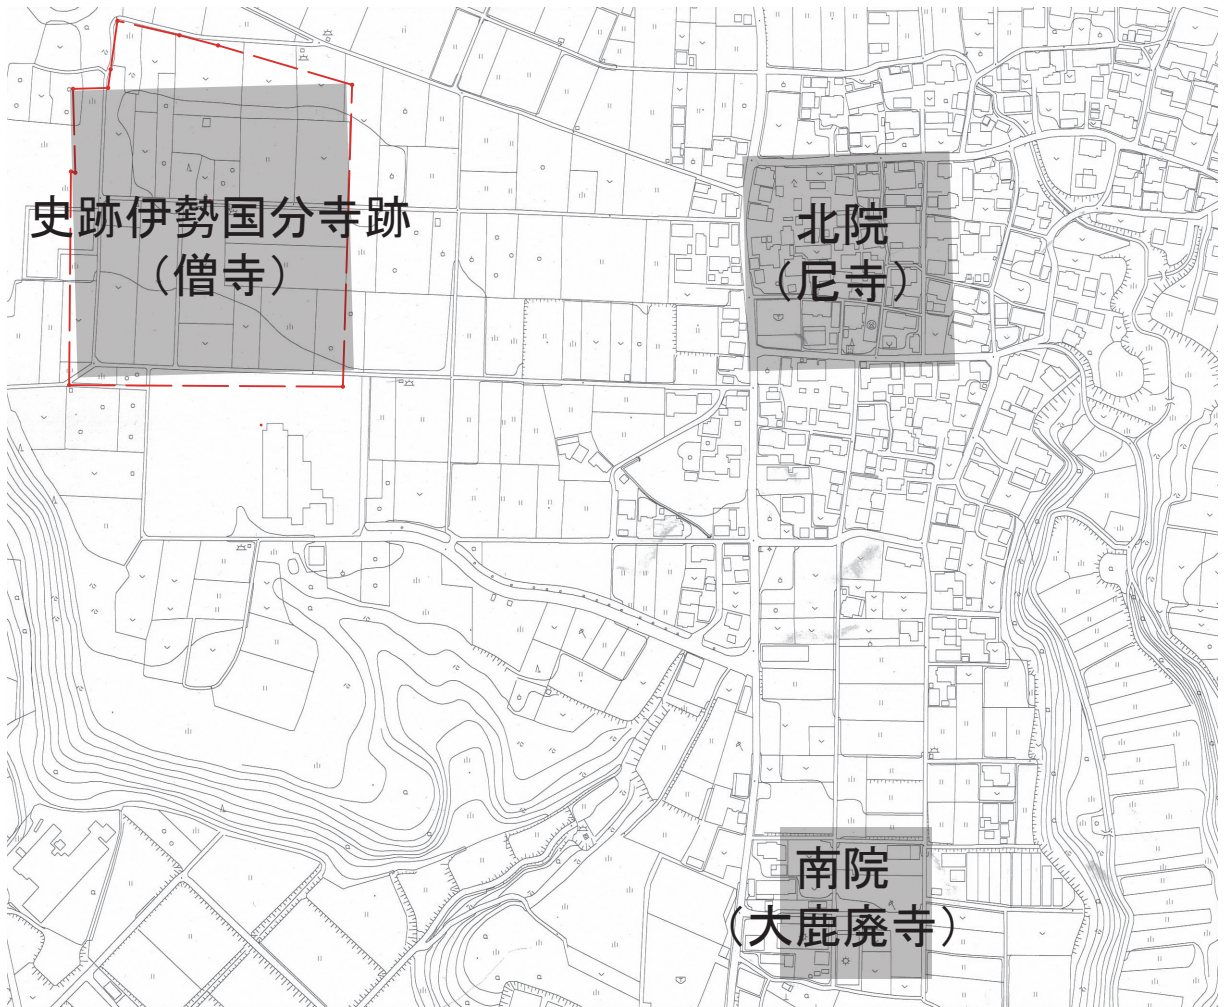 史跡伊勢国分寺跡
（僧寺）
北院
（尼寺）
南院
（大鹿廃寺）